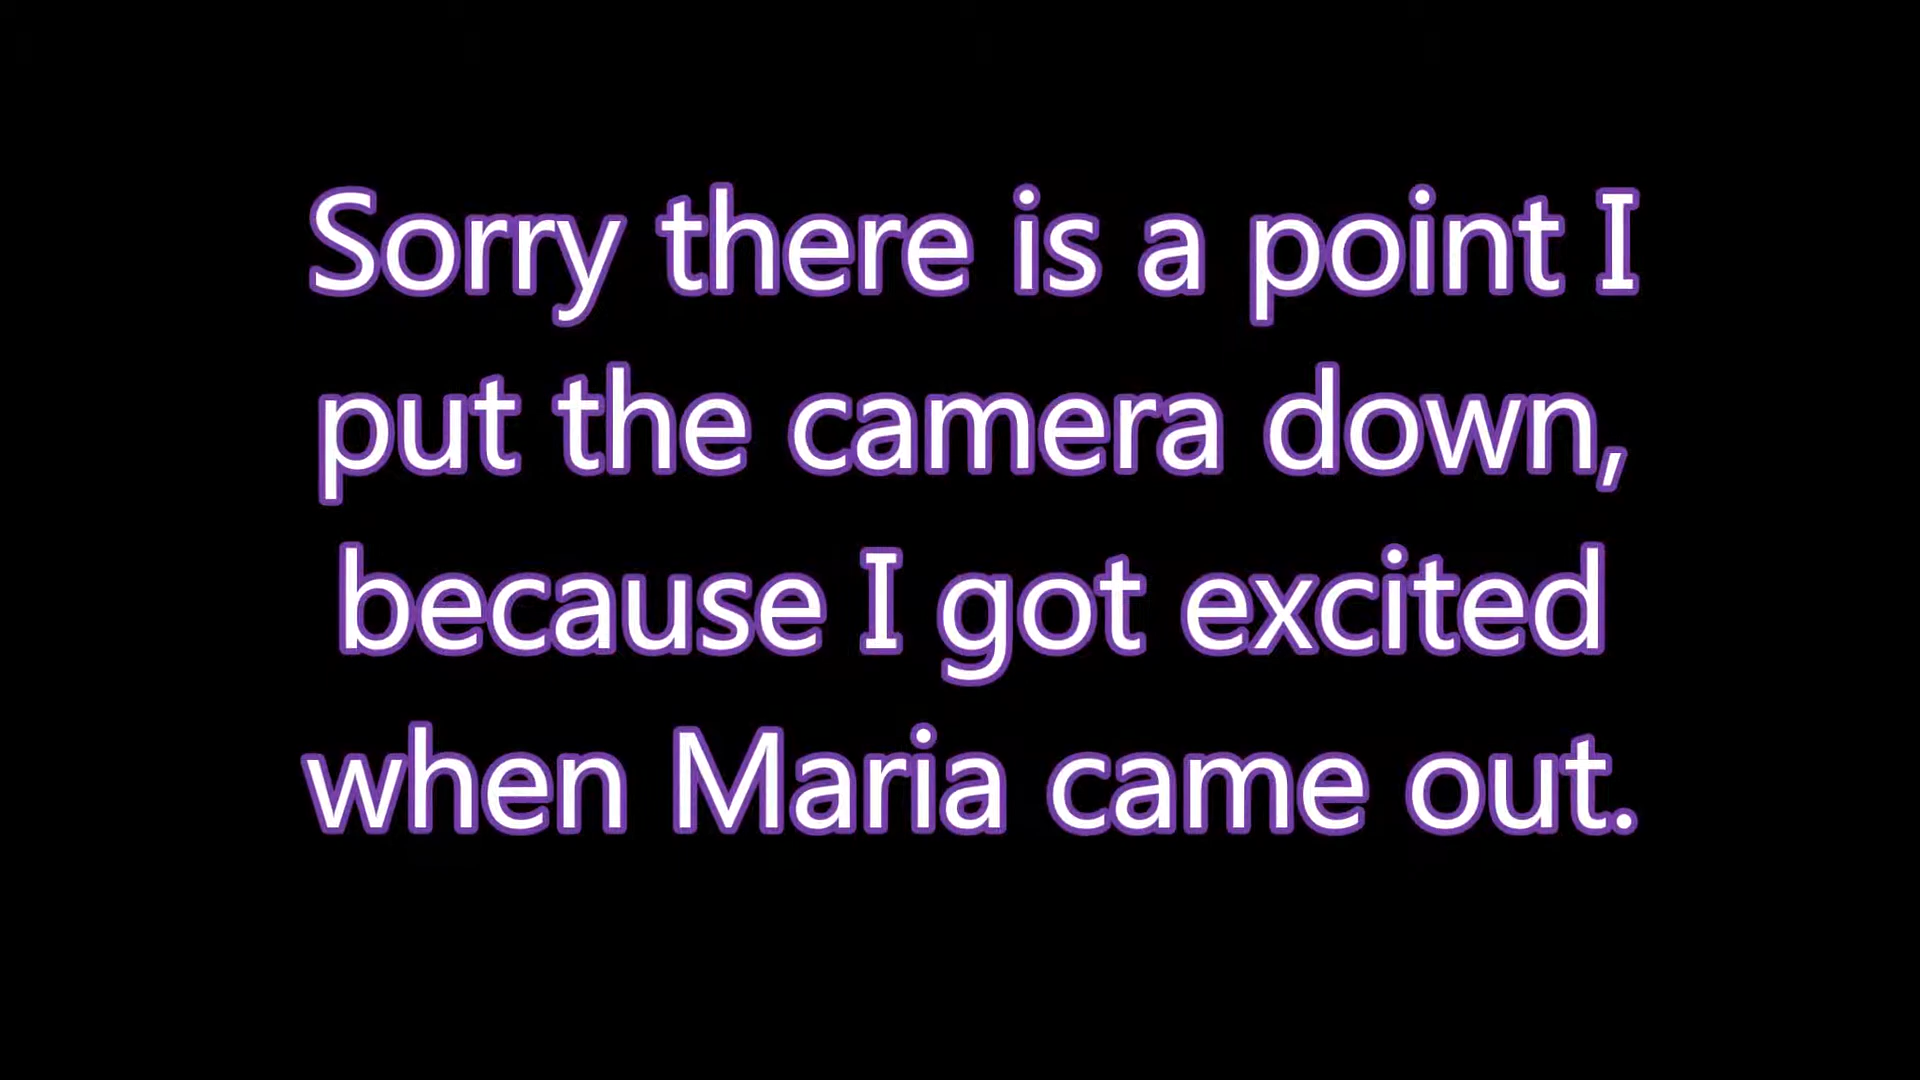 Sorry there is a point I
put the camera down,
because I got excited
when Maria came out.